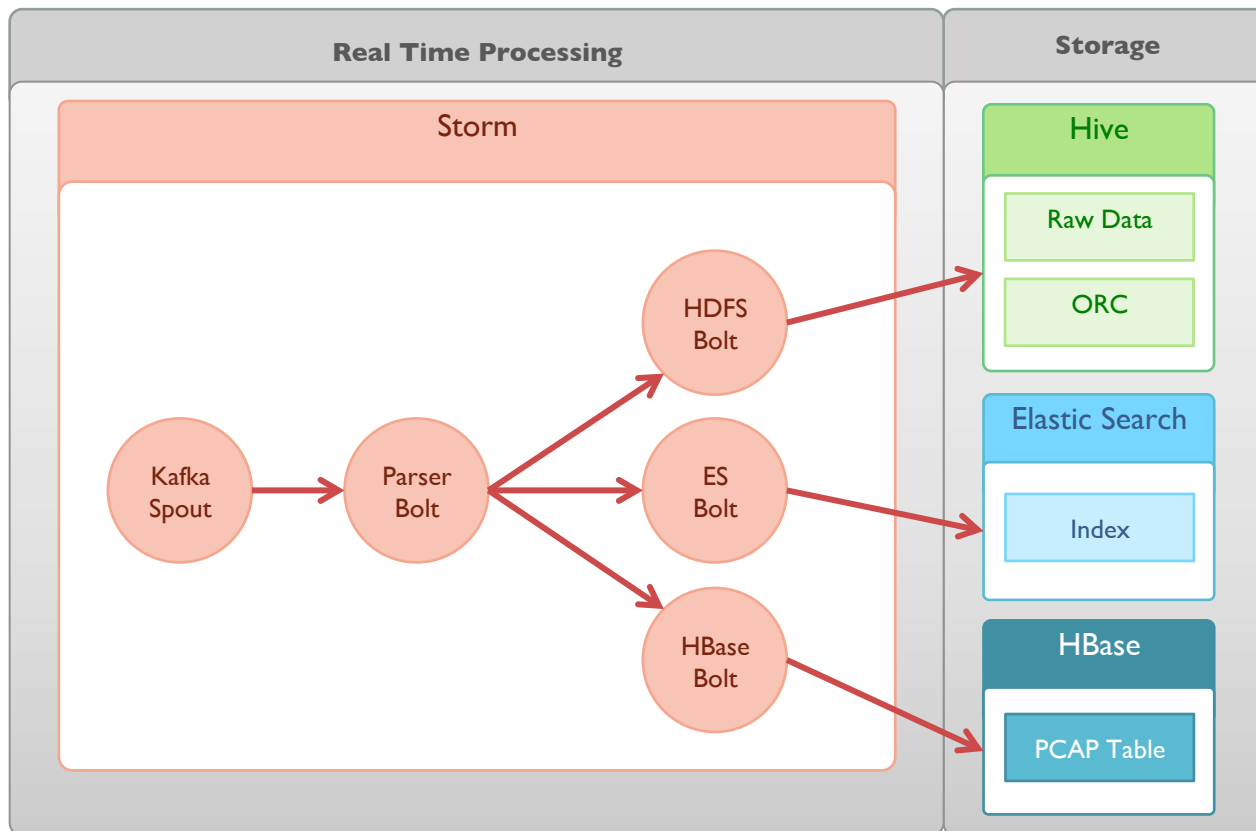 Real Time Processing
Storage
Storm
Hive
Raw Data
ORC
HDFS
Bolt
Kafka
Spout
Parser
Bolt
ES
Bolt
HBase
Bolt
Elastic Search
Index
HBase
PCAP Table